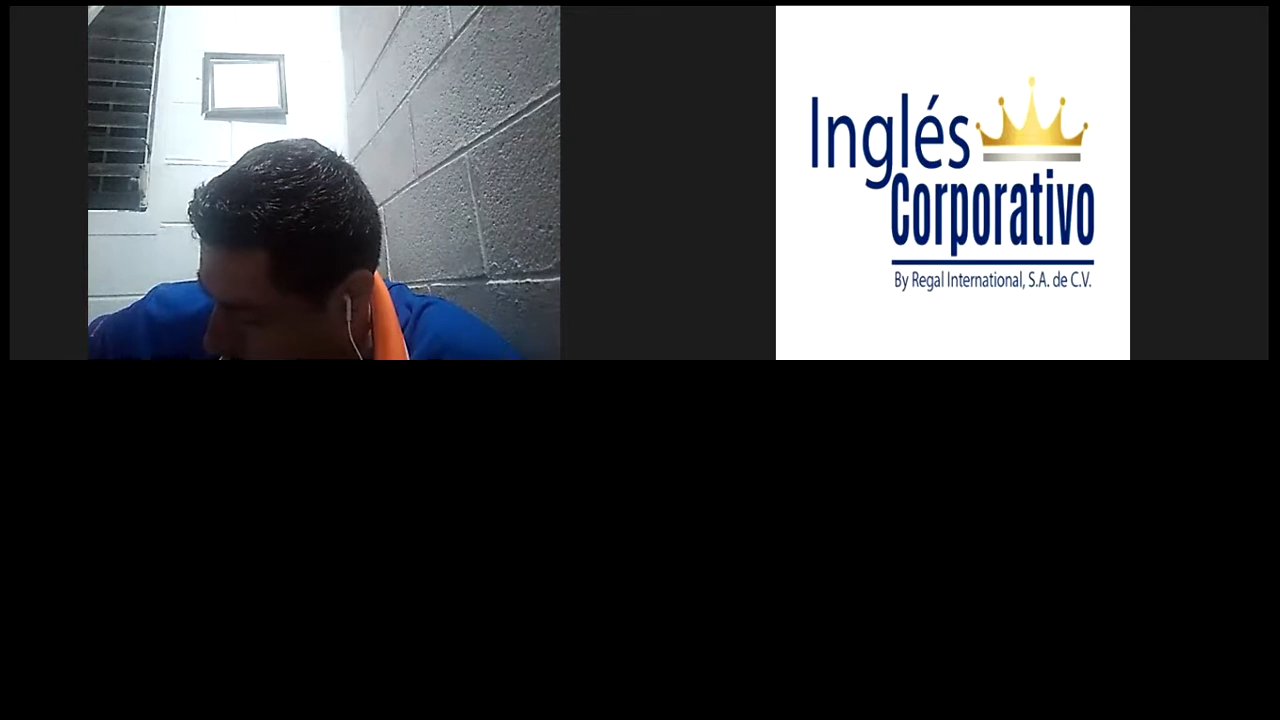 Inglés
Corporativo
By Regal International, S.A. de C.V.